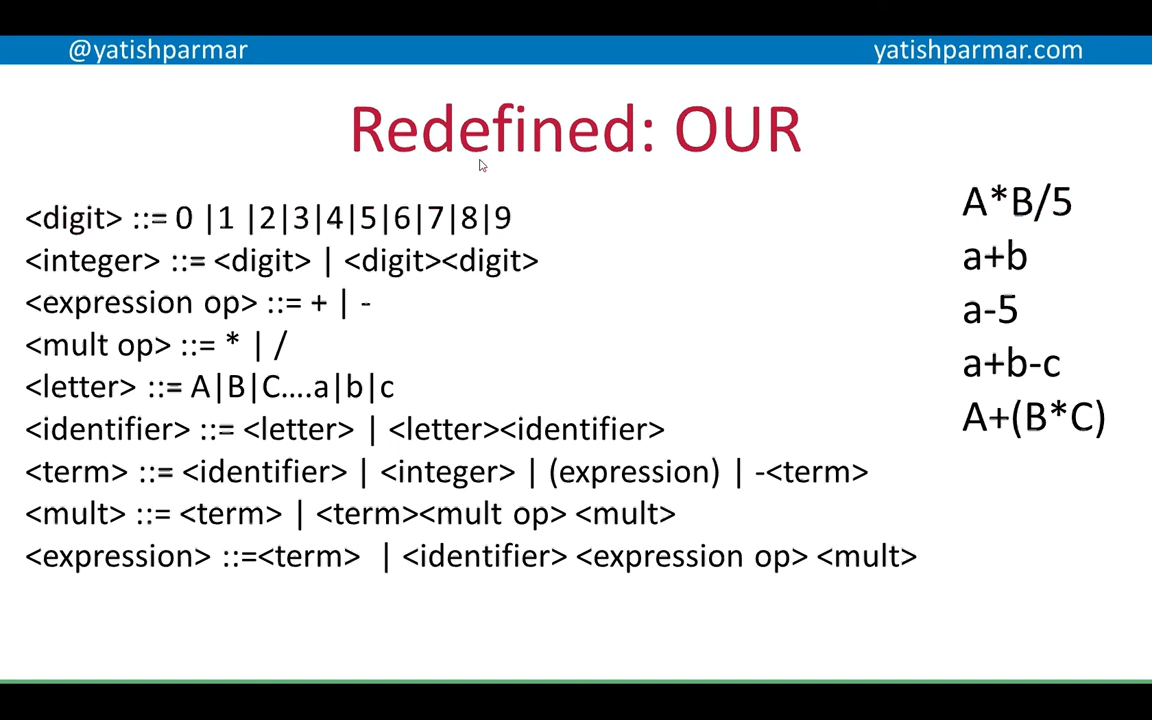 @yatishparmar
yatishparmar.com
Redefined: OUR
<digit> ::= 0 |1 |2|3|4|5|6|7|8|9
<integer> ::= <digit> | <digit><digit>
<expression op> ::= + | -
<mult op> ::= * | /
<letter> ::= A|B|C....a|b|c
<identifier> ::= <letter> | <letter><identifier>
<term> ::= <identifier> | <integer> | (expression) | -<term>
<mult> ::= <term> | <term><mult op> <mult>
<expression> ::=<term> | <identifier> <expression op> <mult>
A*B/5
a+b
a-5
a+b-c
A+(B*C)